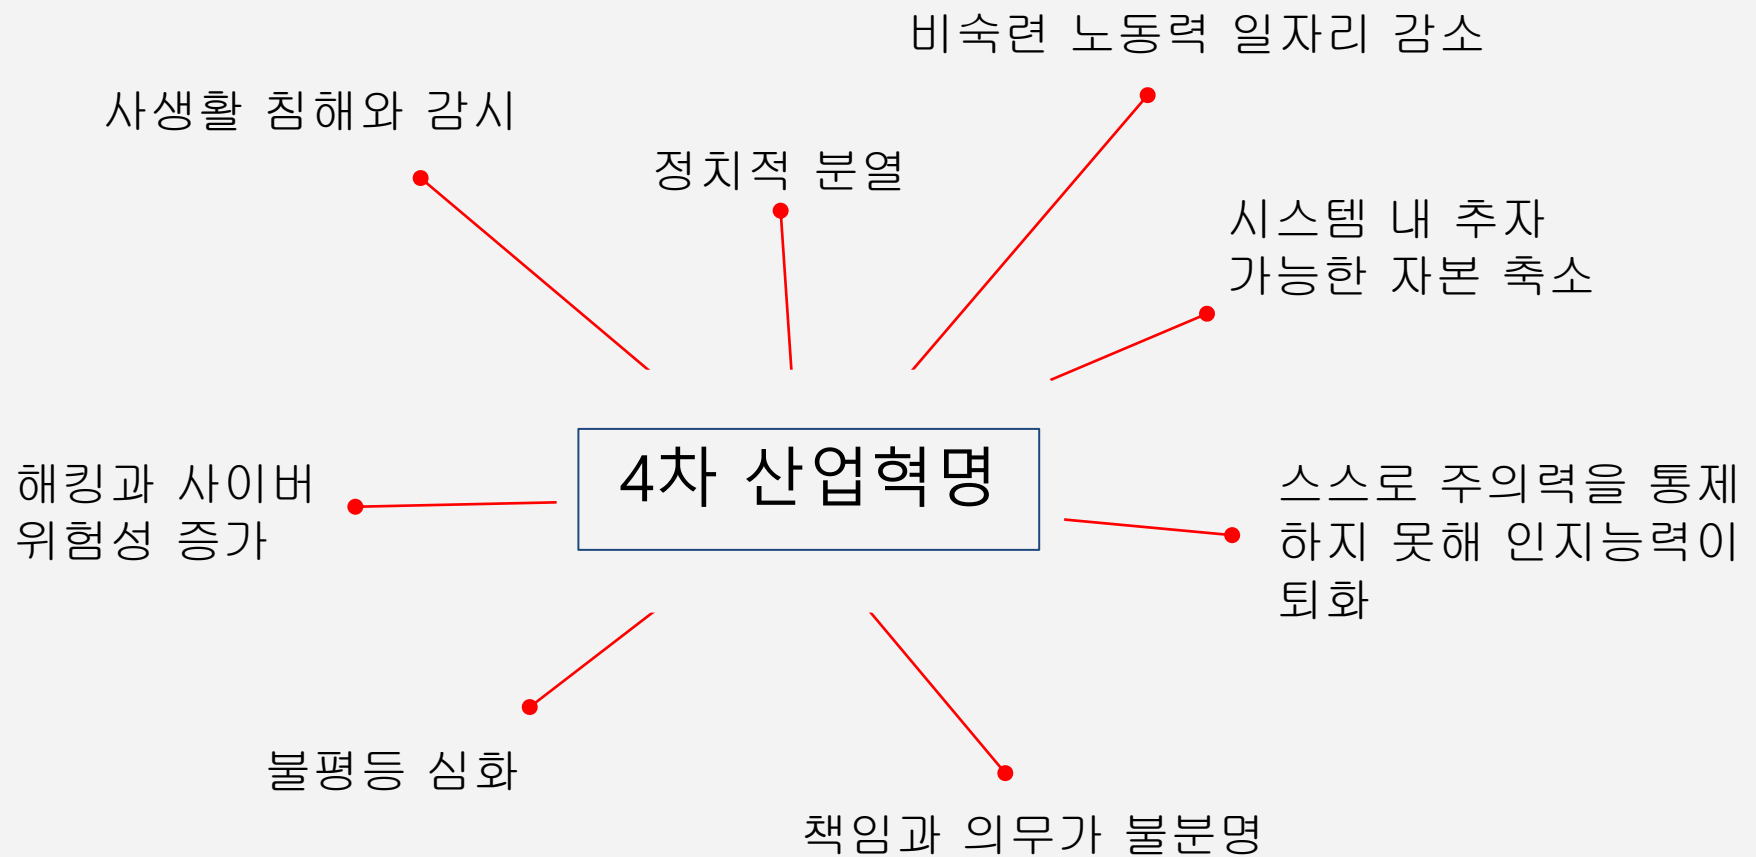 비숙련 노동력 일자리 감소
사생활 침해와 감시
정치적 분열
시스템 내 추자
가능한 자본 축소
4차 산업혁명
해킹과 사이버
위험성 증가
스스로 주의력을 통제
하지 못해 인지능력이
퇴화
불평등 심화
책임과 의무가 불분명